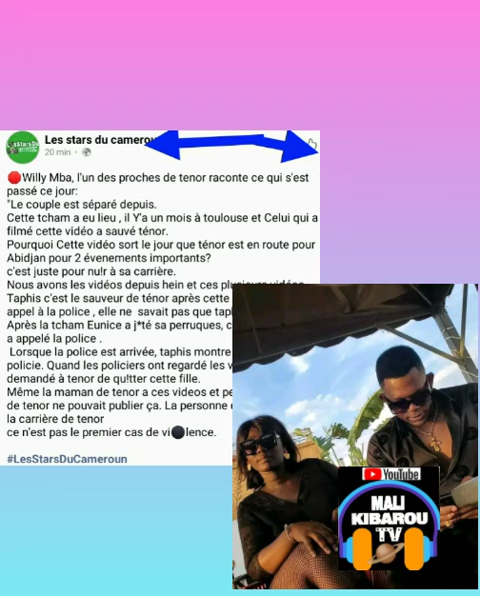 Les stars du camerou
20 min
Willy Mba, l'un des proches de tenor raconte ce qui s'est
passé ce jour:
"Le couple est séparé depuis.
Cette tcham a eu lieu , il Y'a un mois à toulouse et Celui qui a
filmé cette vidéo a sauvé ténor.
Pourquoi Cette vidéo sort le jour que ténor est en route pour
Abidjan pour 2 évenements importants?
c'est juste pour nu!r à sa carrière.
Nous avons les vidéos depuis hein et ces plusieurs vidéos.
Taphis c'est le sauveur de ténor après cette
appel à la police , elle ne savait pas que
Après la tcham Eunice a j*té sa perruques,
a appelé la police .
Lorsque la police est arrivée, taphis montre
policie. Quand les policiers ont regardé les
demandé à tenor de qu!tter cette fille.
Même la maman de tenor a ces videos et
de tenor ne pouvait publier ça. La personne
la carrière de tenor
ce n'est pas le premier cas de vi lence.
#LesStarsDuCameroun
YouTube
MALI
KIBAROU
TV